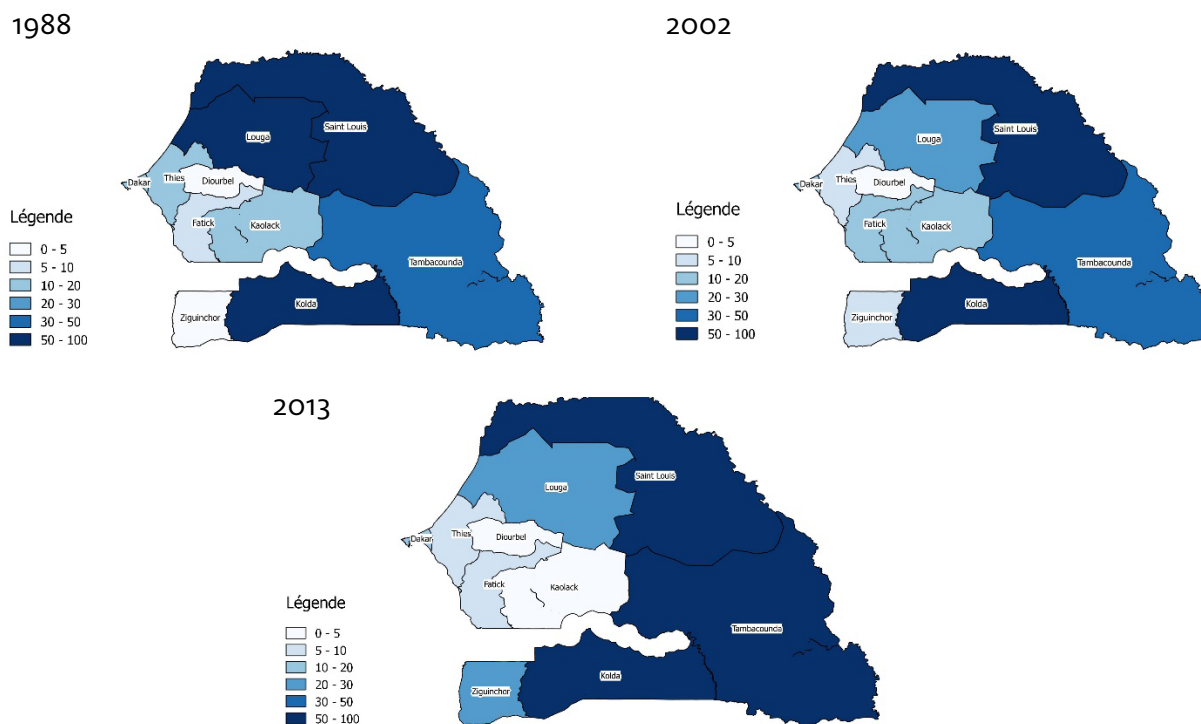 1988
Saint Louis
Louga
Dakar
Thies
Diourbel
Fatick
Kaolack
Tambacounda
Kolda
Ziguinchor
Légende
0 - 5
5 - 10
10 - 20
20 - 30
30 - 50
50 - 100
2002
Saint Louis
Louga
Dakar
Thies
Diourbel
Fatick
Kaolack
Tambacounda
Kolda
Ziguinchor
Légende
0 - 5
5 - 10
10 - 20
20 - 30
30 - 50
50 - 100
2013
Saint Louis
Louga
Dakar
Thies
Diourbel
Fatick
Kaolack
Tambacounda
Kolda
Ziguinchor
Légende
0 - 5
5 - 10
10 - 20
20 - 30
30 - 50
50 - 100